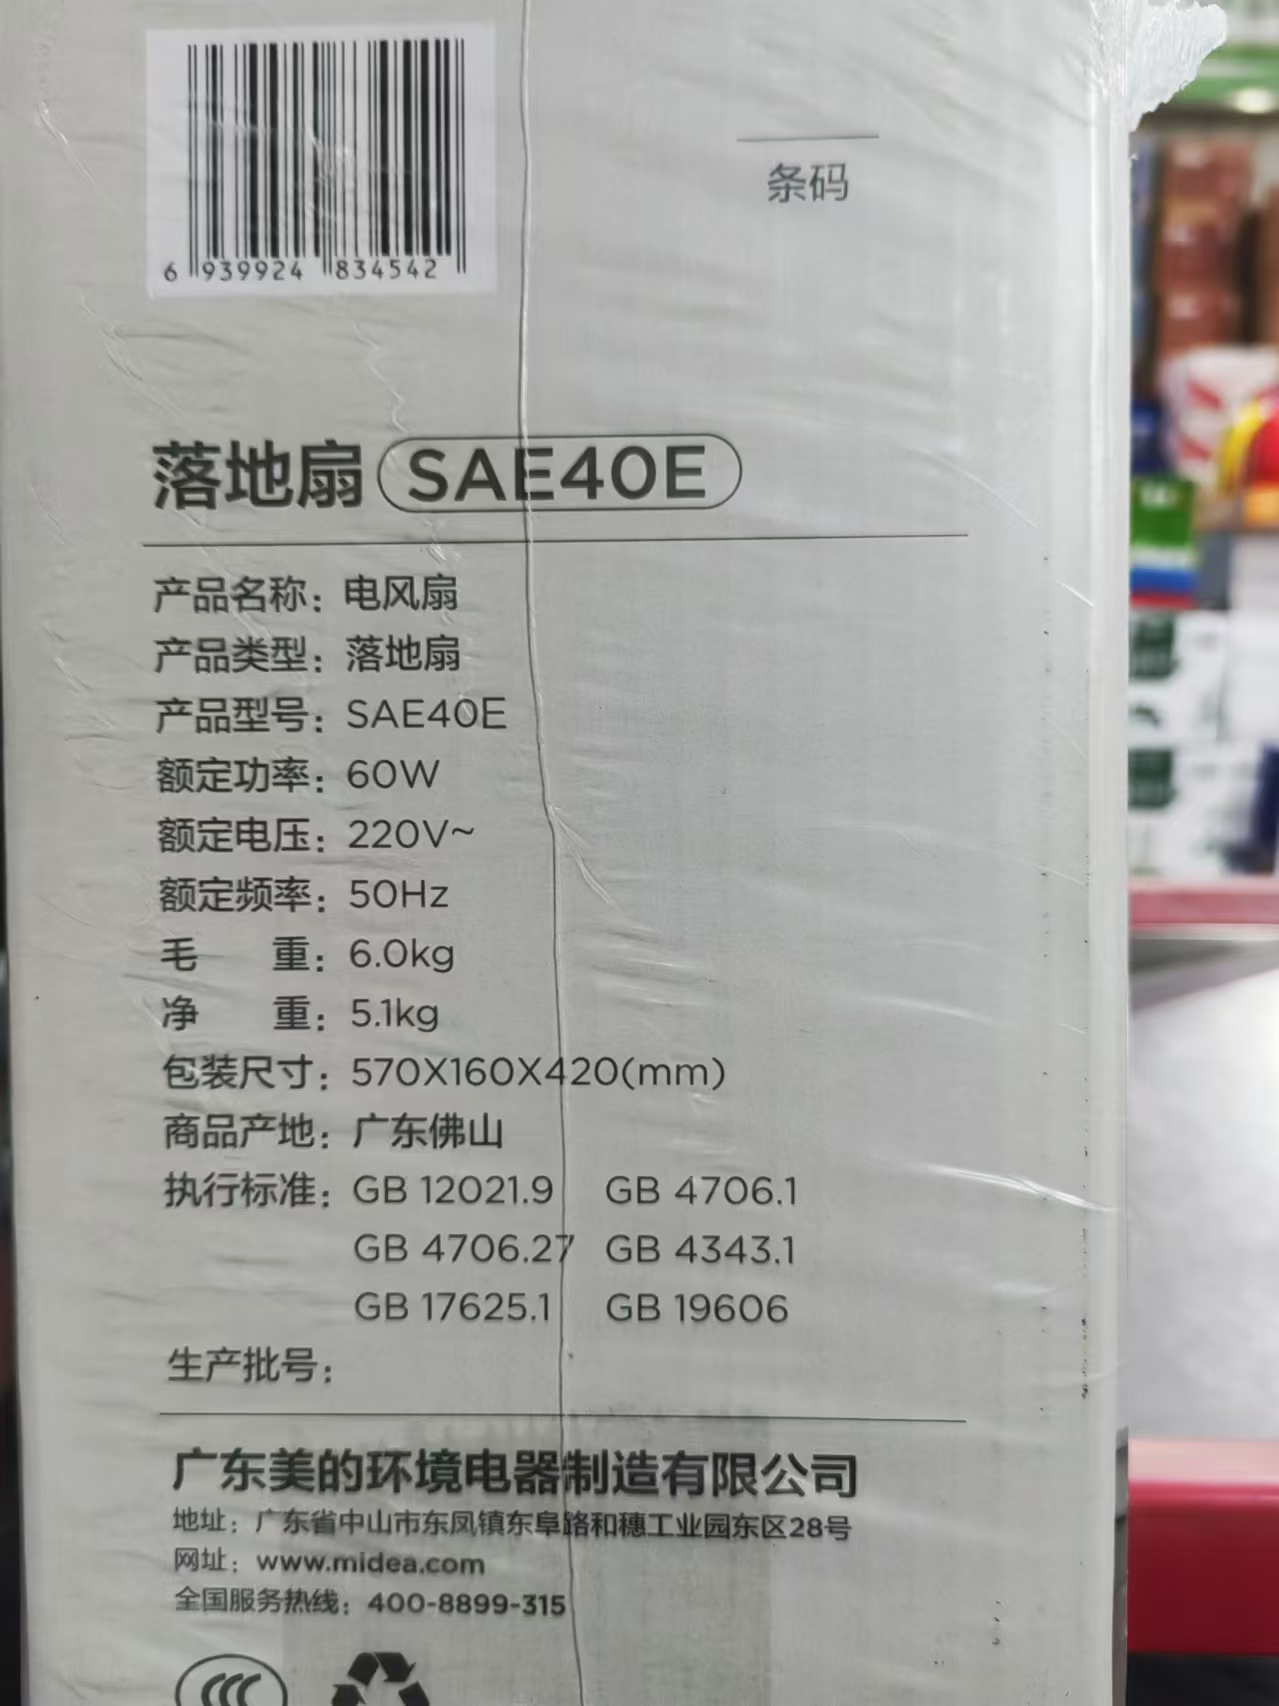 6 939924 834542
条码
落地扇 SAE40E
产品名称：电风扇
产品类型：落地扇
产品型号：SAE40E
额定功率：60W
额定电压：220V~
额定频率：50Hz
毛 重：6.0kg
净 重：5.1kg
包装尺寸：570X160X420(mm)
商品产地：广东佛山
执行标准：GB 12021.9 GB 4706.1
GB 4706.27 GB 4343.1
GB 17625.1 GB 19606
生产批号：
广东美的环境电器制造有限公司
地址：广东省中山市东凤镇东阜路和穗工业园东区28号
网址：www.midea.com
全国服务热线：400-8899-315
CCC